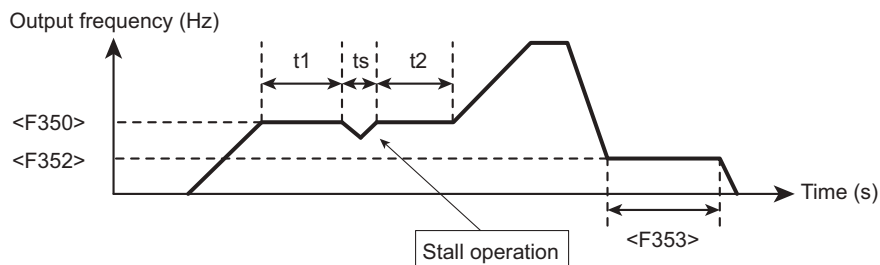 Output frequency (Hz)
t1
ts
t2
<F350>
<F352>
Time (s)
<F353>
Stall operation